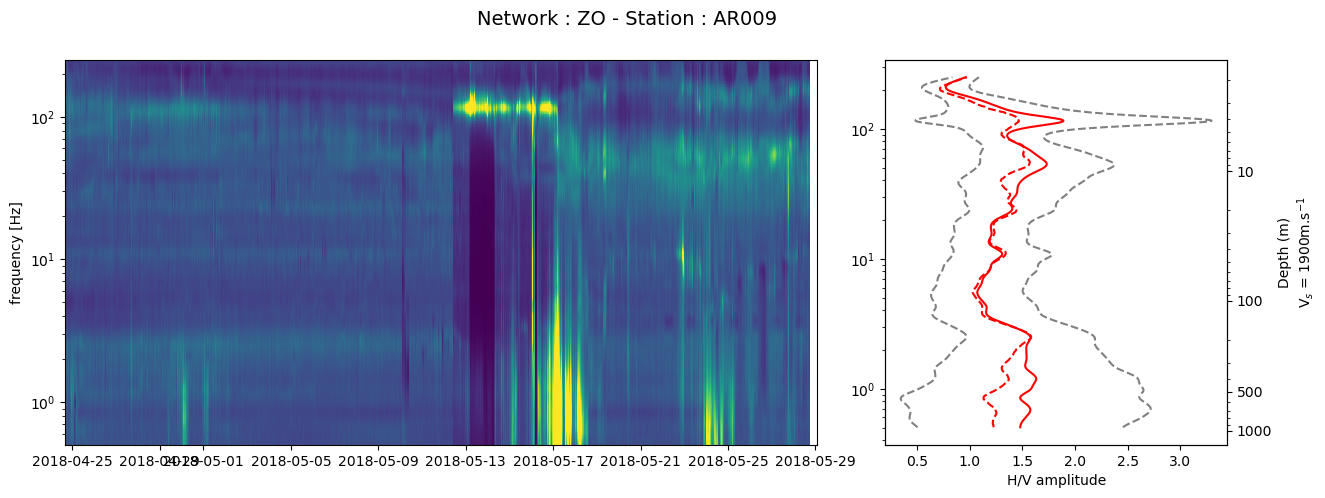 Network : ZO - Station : AR009
frequency [Hz]
10²
10¹
10⁰
2018-04-25 2018-04-29 2018-05-01 2018-05-05 2018-05-09 2018-05-13 2018-05-17 2018-05-21 2018-05-25 2018-05-29
10²
10¹
10⁰
0.5 1.0 1.5 2.0 2.5 3.0
H/V amplitude
10
100
500
1000
Depth (m)
Vₛ = 1900m.s⁻¹